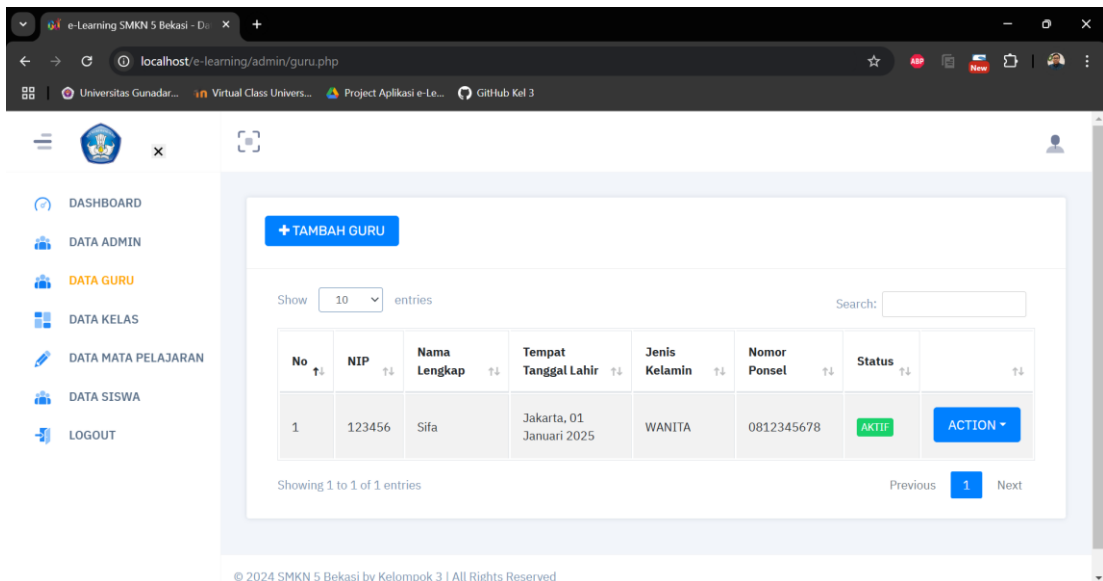 e-Learning SMKN 5 Bekasi - Da
localhost/e-learning/admin/guru.php
ABP
New
Universitas Gunadar... Virtual Class Univers... Project Aplikasi e-Le... GitHub Kel 3
DASHBOARD
DATA ADMIN
DATA GURU
DATA KELAS
DATA MATA PELAJARAN
DATA SISWA
LOGOUT
TAMBAH GURU
Show 10 entries
Search:
No NIP Nama Lengkap Tempat Tanggal Lahir Jenis Kelamin Nomor Ponsel Status
1 123456 Sifa Jakarta, 01 Januari 2025 WANITA 0812345678 AKTIF ACTION
Showing 1 to 1 of 1 entries
Previous 1 Next
© 2024 SMKN 5 Bekasi by Kelompok 3 | All Rights Reserved